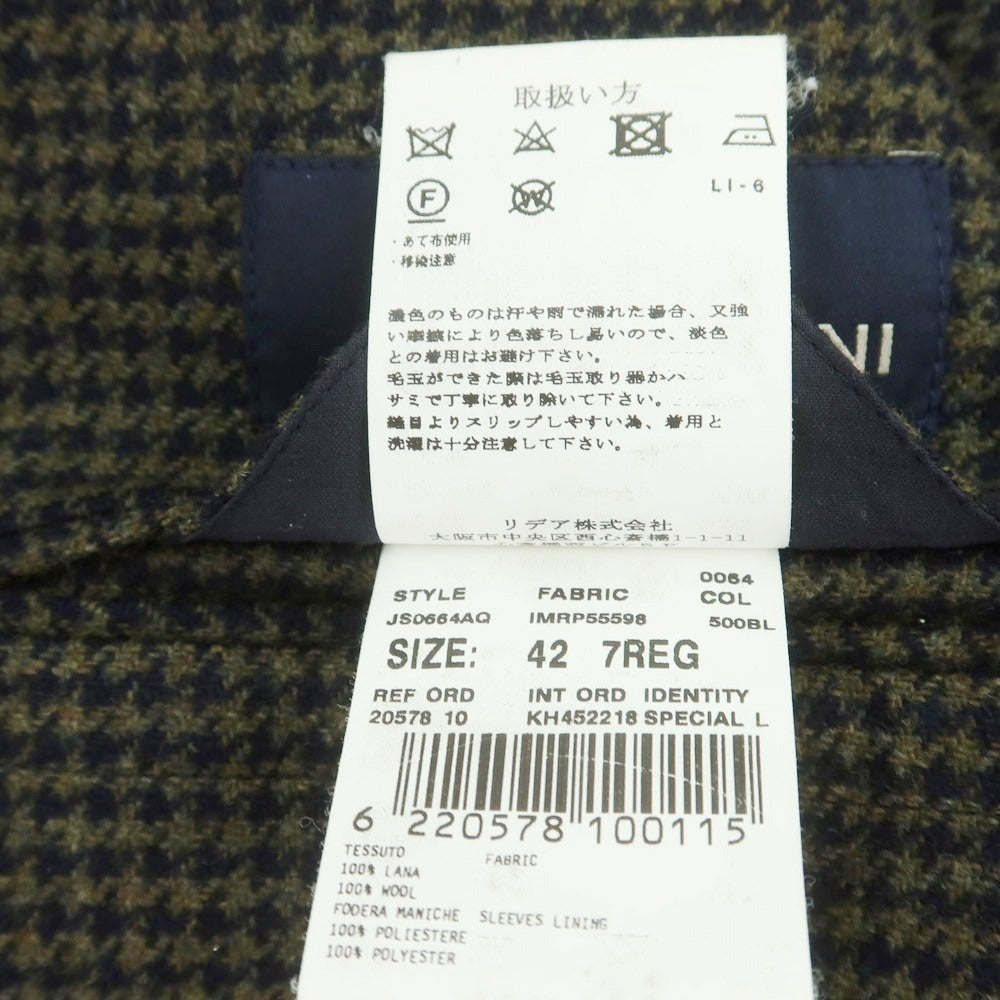 取扱い方
LI-6
F
W
・あて布使用
・移染注意
濃色のものは汗や雨で濡れた場合、又強
い摩擦により色落ちし易いので、淡色
との着用はお避け下さい。
毛玉ができた際は毛玉取り器かハ
サミで丁寧に取り除いて下さい。
縫目よりスリップしやすい為、着用と
洗濯は十分注意して下さい。
NI
リデア株式会社
大阪市中央区西心斎橋1-1-11
STYLE FABRIC 0064 COL
JS0664AQ IMRP55598 500BL
SIZE: 42 7REG
REF ORD INT ORD IDENTITY
20578 10 KH452218 SPECIAL L
6 220578 100115
TESSUTO FABRIC
100% LANA
100% WOOL
FODERA MANICHE SLEEVES LINING
100% POLIESTERE
100% POLYESTER